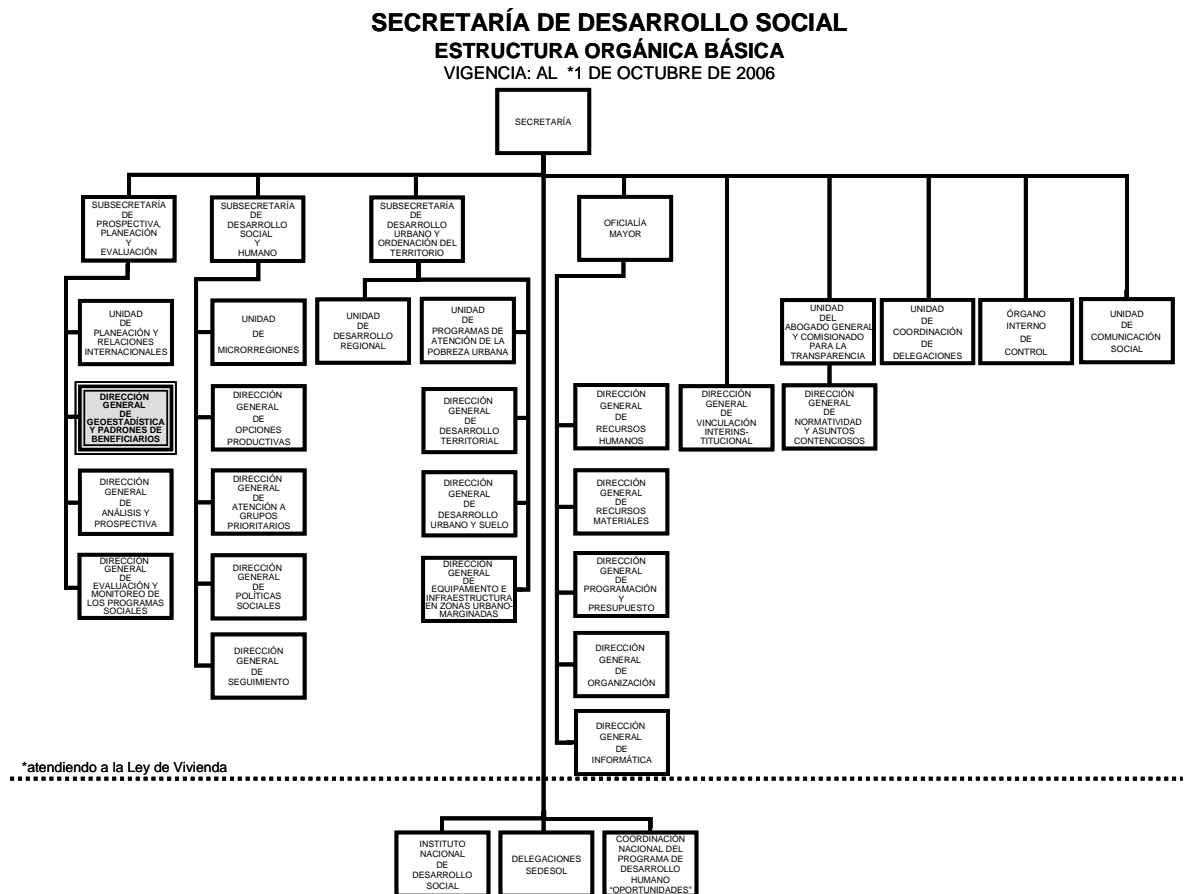 SECRETARÍA DE DESARROLLO SOCIAL
ESTRUCTURA ORGÁNICA BÁSICA
VIGENCIA: AL *1 DE OCTUBRE DE 2006
SECRETARÍA
SUBSECRETARÍA
DE
PROSPECTIVA,
PLANEACIÓN
Y
EVALUACIÓN
SUBSECRETARÍA
DE
DESARROLLO
SOCIAL
Y
HUMANO
SUBSECRETARÍA
DE
DESARROLLO
URBANO Y
ORDENACIÓN DEL
TERRITORIO
OFICIALÍA
MAYOR
UNIDAD
DE
PLANEACIÓN Y
RELACIONES
INTERNACIONALES
UNIDAD
DE
MICRORREGIONES
UNIDAD
DE
DESARROLLO
REGIONAL
UNIDAD
DE
PROGRAMAS DE
ATENCIÓN DE LA
POBREZA URBANA
UNIDAD
DEL
ABOGADO GENERAL
Y COMISIONADO
PARA LA
TRANSPARENCIA
UNIDAD
DE
COORDINACIÓN
DE
DELEGACIONES
ÓRGANO
INTERNO
DE
CONTROL
UNIDAD
DE
COMUNICACIÓN
SOCIAL
DIRECCIÓN
GENERAL
DE
GEOESTADÍSTICA
Y PADRONES DE
BENEFICIARIOS
DIRECCIÓN
GENERAL
DE
OPCIONES
PRODUCTIVAS
DIRECCIÓN
GENERAL
DE
DESARROLLO
TERRITORIAL
DIRECCIÓN
GENERAL
DE
RECURSOS
HUMANOS
DIRECCIÓN
GENERAL
DE
VINCULACIÓN
INTERINS-
TITUCIONAL
DIRECCIÓN
GENERAL
DE
NORMATIVIDAD
Y ASUNTOS
CONTENCIOSOS
DIRECCIÓN
GENERAL
DE
ANÁLISIS Y
PROSPECTIVA
DIRECCIÓN
GENERAL
DE
ATENCIÓN A
GRUPOS
PRIORITARIOS
DIRECCIÓN
GENERAL
DE
DESARROLLO
URBANO Y SUELO
DIRECCIÓN
GENERAL
DE
RECURSOS
MATERIALES
DIRECCIÓN
GENERAL
DE
EVALUACIÓN Y
MONITOREO DE
LOS PROGRAMAS
SOCIALES
DIRECCIÓN
GENERAL
DE
POLÍTICAS
SOCIALES
DIRECCIÓN
GENERAL
DE
EQUIPAMIENTO E
INFRAESTRUCTURA
EN ZONAS URBANO-
MARGINADAS
DIRECCIÓN
GENERAL
DE
PROGRAMACIÓN
Y
PRESUPUESTO
DIRECCIÓN
GENERAL
DE
SEGUIMIENTO
DIRECCIÓN
GENERAL
DE
ORGANIZACIÓN
DIRECCIÓN
GENERAL
DE
INFORMÁTICA
*atendiendo a la Ley de Vivienda
INSTITUTO
NACIONAL
DE
DESARROLLO
SOCIAL
DELEGACIONES
SEDESOL
COORDINACIÓN
NACIONAL DEL
PROGRAMA DE
DESARROLLO
HUMANO
"OPORTUNIDADES"